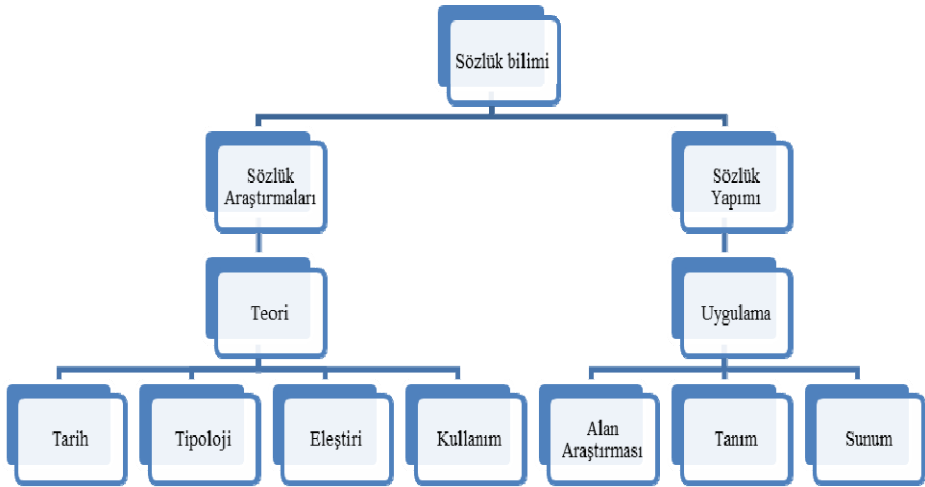 Sözlük bilimi
Sözlük
Araştırmaları
Sözlük
Yapımı
Teori
Uygulama
Tarih
Tipoloji
Eleştiri
Kullanım
Alan
Araştırması
Tanım
Sunum